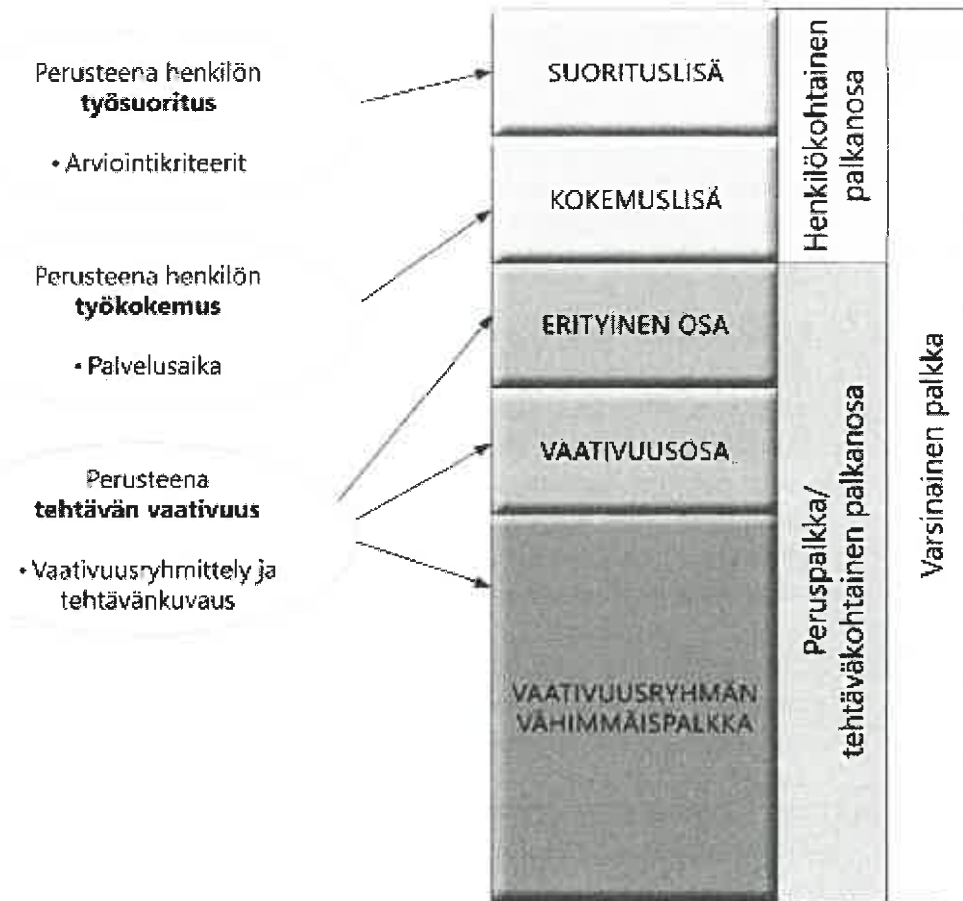 Perusteena henkilön
työsuoritus
• Arviointikriteerit
Perusteena henkilön
työkokemus
• Palvelusaika
Perusteena
tehtävän vaativuus
• Vaativuusryhmittely ja
tehtävänkuvaus
SUORITUSLISÄ
KOKEMUSLISÄ
ERITYINEN OSA
VAATIVUUSOSA
VAATIVUUSRYHMÄN
VÄHIMMÄISPALKKA
Henkilökohtainen
palkanosa
Peruspalkka/
tehtäväkohtainen palkanosa
Varsinainen palkka